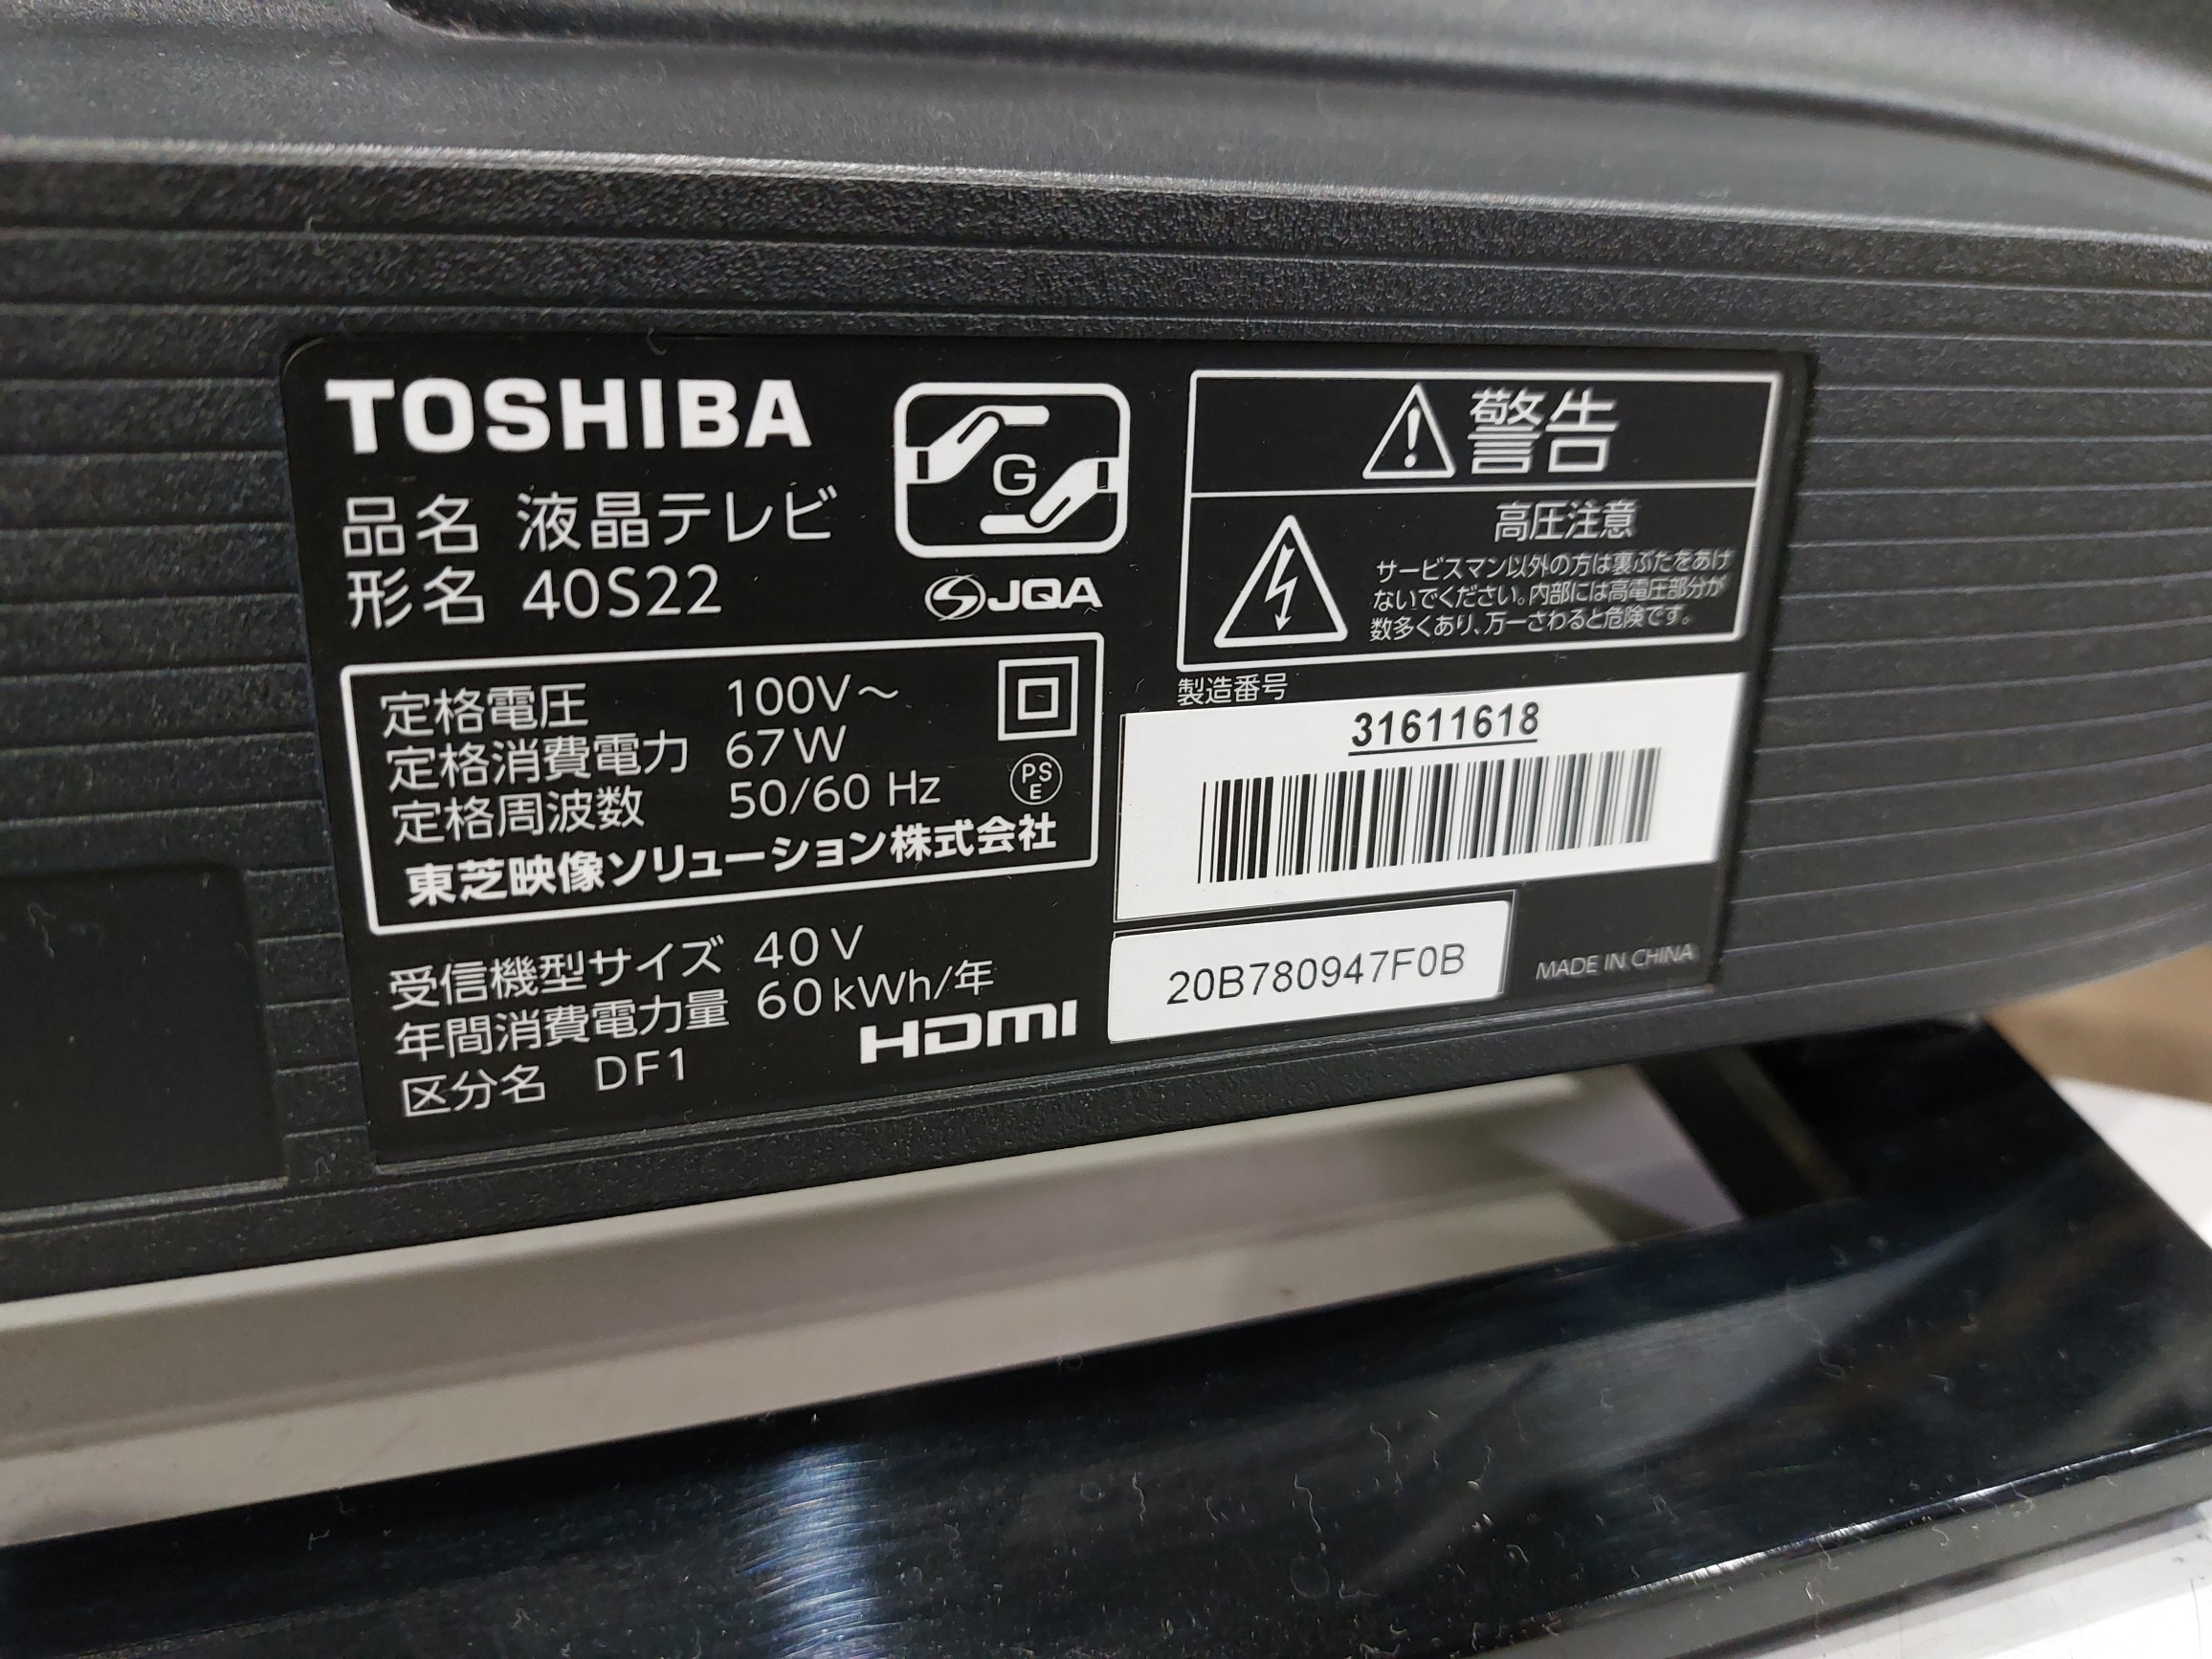 TOSHIBA
品名 液晶テレビ
形名 40S22
G
JQA
定格電圧 100V～
定格消費電力 67W
定格周波数 50/60 Hz
PS
E
東芝映像ソリューション株式会社
受信機型サイズ 40V
年間消費電力量 60kWh/年
区分名 DF1
HDMI
警告
高圧注意
サービスマン以外の方は裏ぶたをあけ
ないでください。内部には高電圧部分が
数多くあり、万一さわると危険です。
製造番号
31611618
20B780947F0B
MADE IN CHINA